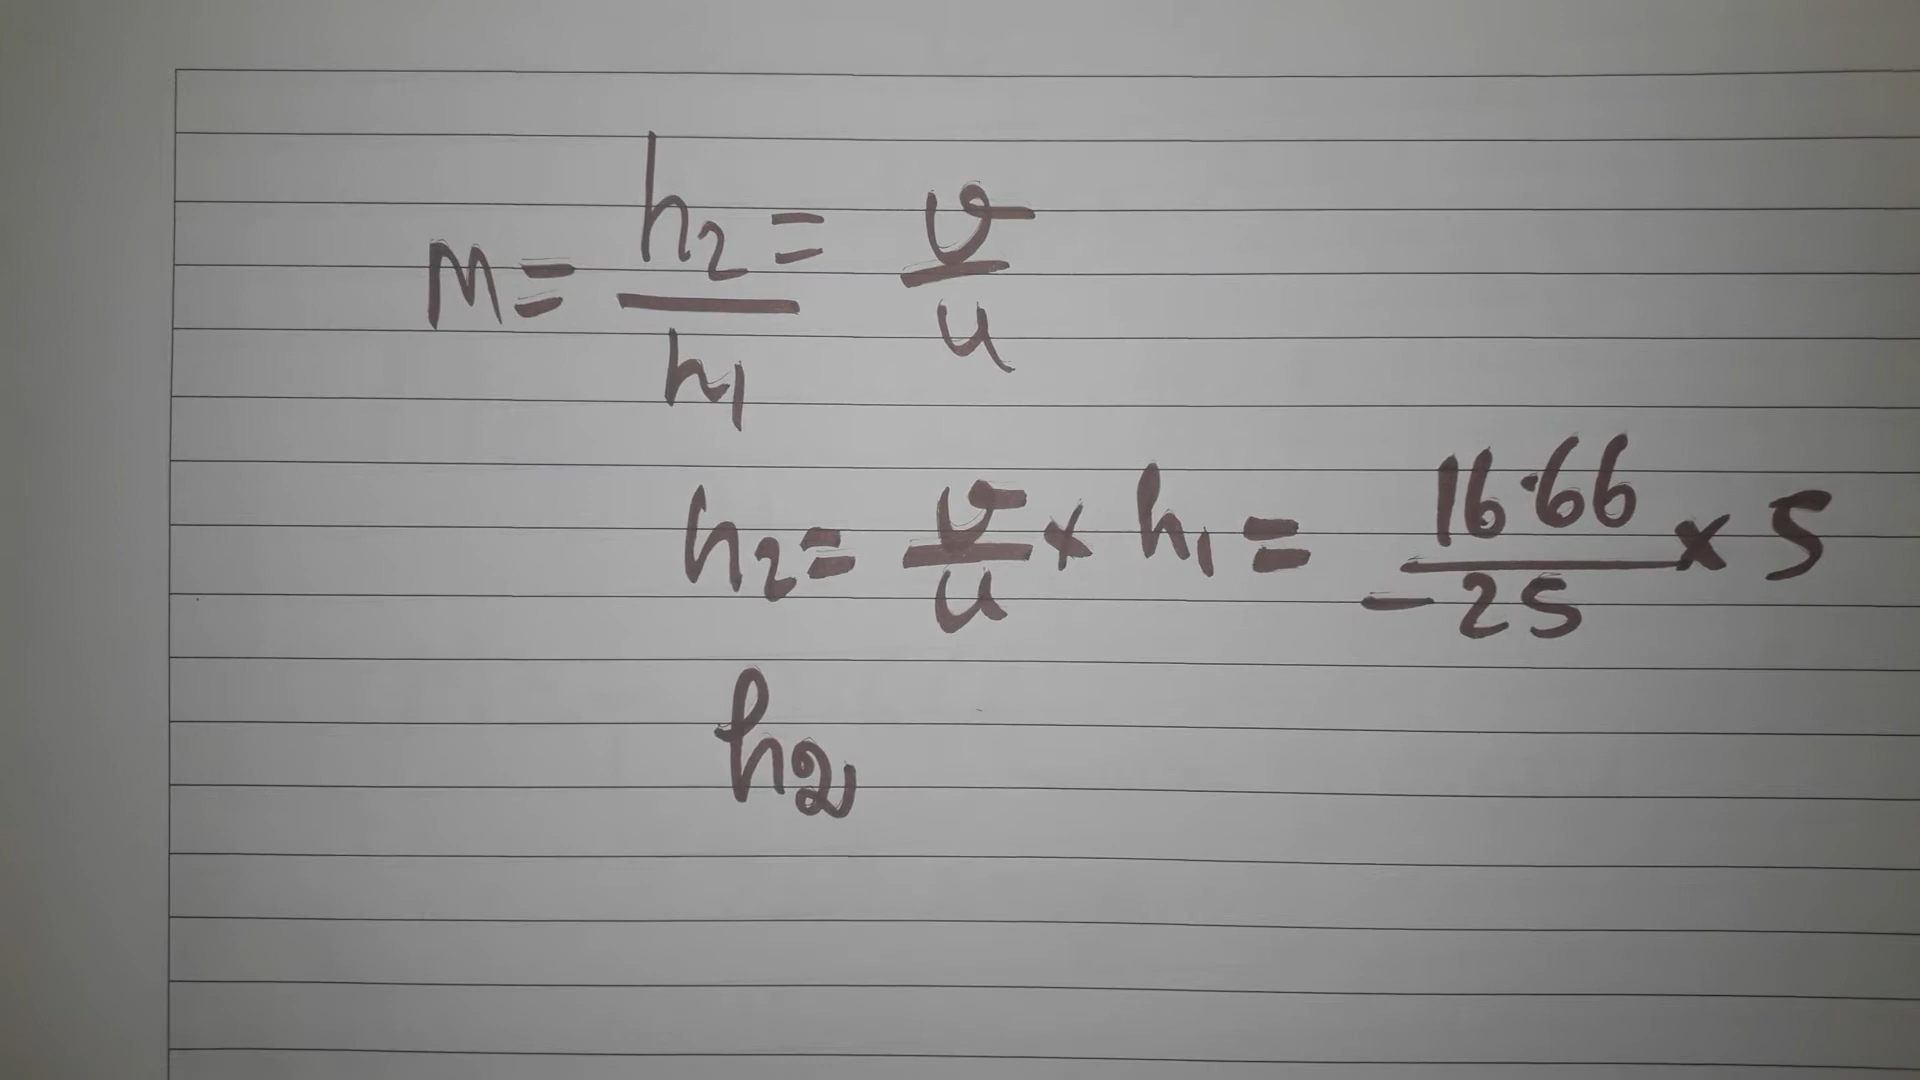 M = h2/h1 = v/u
h2 = v/u × h1 = 16.66/-25 × 5
h2